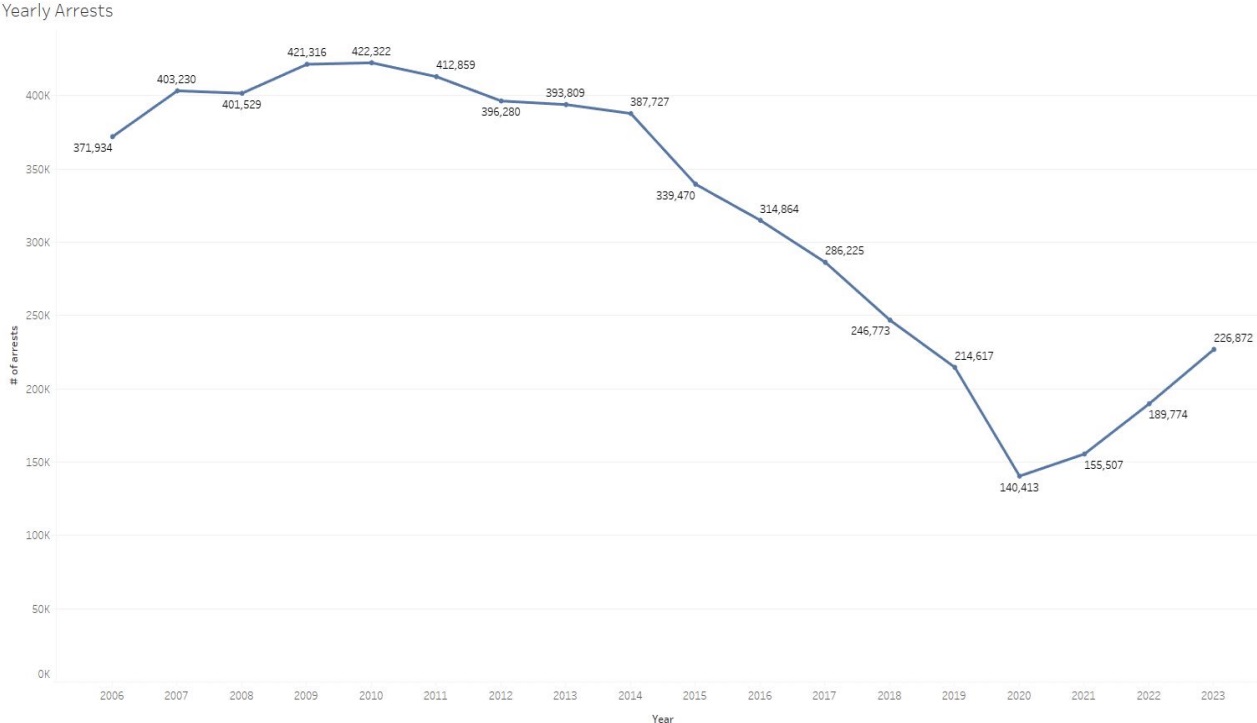 Yearly Arrests
421,316 422,322
412,859
403,230
401,529
396,280
393,809
387,727
400K
371,934
350K
339,470
314,864
300K
286,225
250K
246,773
226,872
214,617
# of arrests
200K
189,774
150K
155,507
140,413
100K
50K
0K
2006 2007 2008 2009 2010 2011 2012 2013 2014 2015 2016 2017 2018 2019 2020 2021 2022 2023
Year